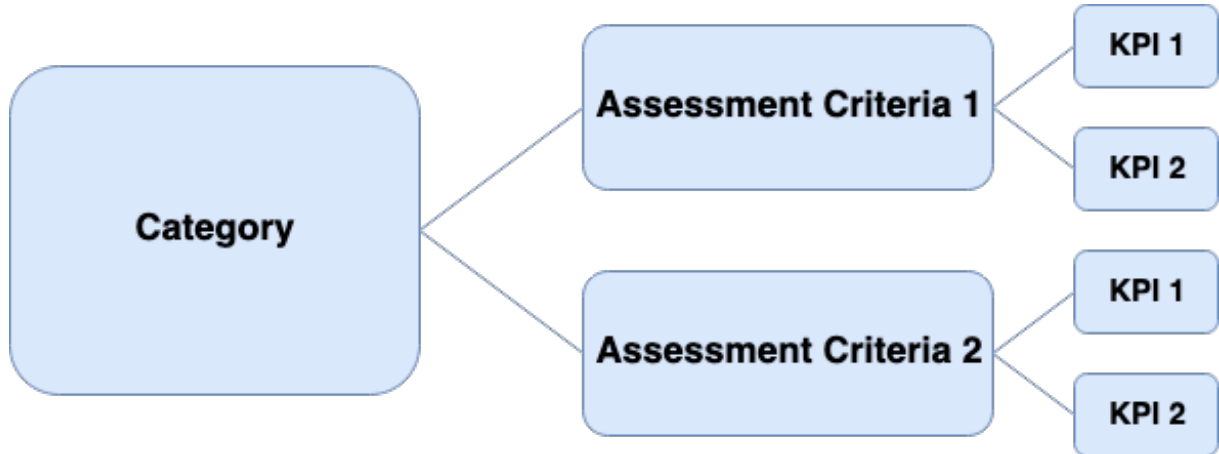 Category
Assessment Criteria 1
KPI 1
KPI 2
Assessment Criteria 2
KPI 1
KPI 2